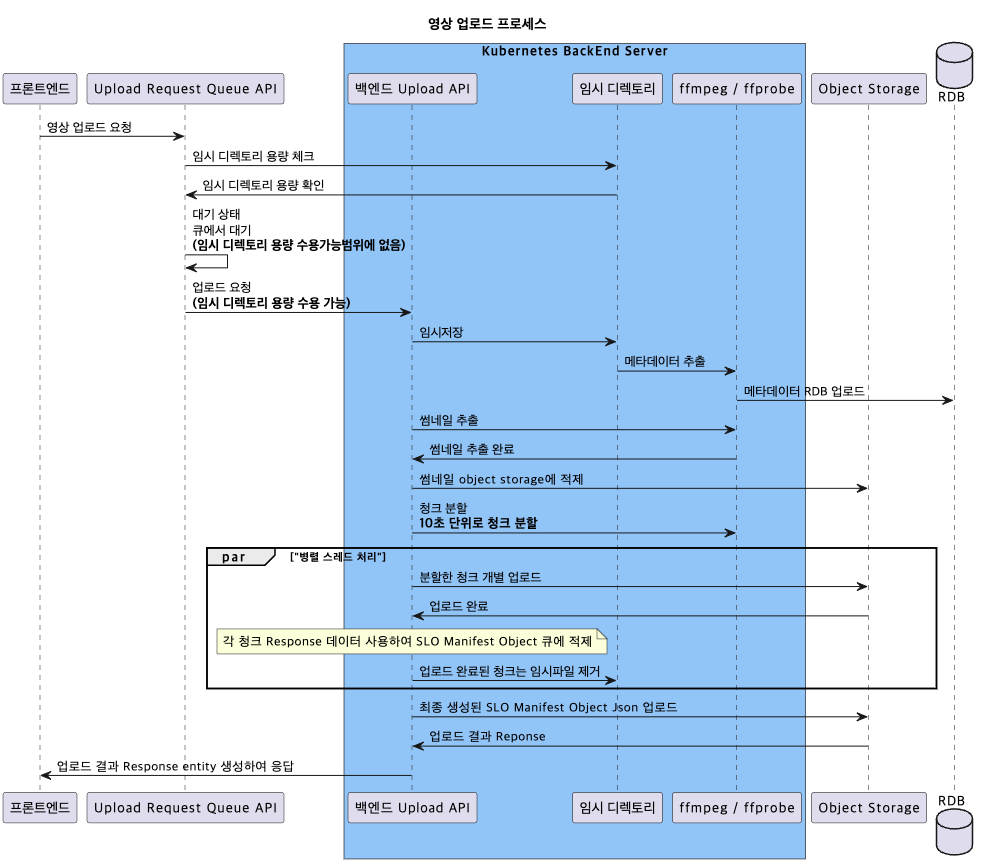 영상 업로드 프로세스
Kubernetes BackEnd Server
프론트엔드
Upload Request Queue API
백엔드 Upload API
임시 디렉토리
ffmpeg / ffprobe
Object Storage
RDB
영상 업로드 요청
임시 디렉토리 용량 체크
임시 디렉토리 용량 확인
대기 상태
큐에서 대기
(임시 디렉토리 용량 수용가능범위에 없음)
업로드 요청
(임시 디렉토리 용량 수용 가능)
임시저장
메타데이터 추출
메타데이터 RDB 업로드
썸네일 추출
썸네일 추출 완료
썸네일 object storage에 적제
청크 분할
10초 단위로 청크 분할
par
["병렬 스레드 처리"]
분할한 청크 개별 업로드
업로드 완료
각 청크 Response 데이터 사용하여 SLO Manifest Object 큐에 적제
업로드 완료된 청크는 임시파일 제거
최종 생성된 SLO Manifest Object Json 업로드
업로드 결과 Reponse
업로드 결과 Response entity 생성하여 응답
프론트엔드
Upload Request Queue API
백엔드 Upload API
임시 디렉토리
ffmpeg / ffprobe
Object Storage
RDB